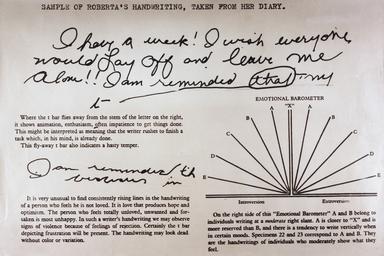 SAMPLE OF ROBERTA'S HANDWRITING, TAKEN FROM HER DIARY.
I have a week! I wish everyone
would lay off and leave me
alone!! I am reminded that my
t-
Where the t bar flies away from the stem of the letter on the right,
it shows animation, enthusiasm, often impatience to get things done.
This might be interpreted as meaning that the writer rushes to finish a
task which, in his mind, is already done.
This fly-away t bar also indicates a hasty temper.
I am reminded th
in
It is very unusual to find consistently rising lines in the handwriting
of a person who feels he is not loved. It is love that produces hope and
optimism. The person who feels totally unloved, unwanted and for-
saken is most unhappy. In such a writer's handwriting we may observe
signs of violence because of feelings of rejection. Certainly the t bar
depicting frustration will be present. The handwriting may look dead.
without color or variation.
EMOTIONAL BAROMETER
"X"
B A A B
C C
D D
E E
Introversion Extroversion
On the right side of this "Emotional Barometer" A and B belong to
individuals writing at a moderate right slant. A is closer to "X" and is
more reserved than B, and there is a tendency to write vertically when
in certain moods. Specimens 22 and 23 correspond to A and B. They
are the handwritings of individuals who moderately show what they
feel.